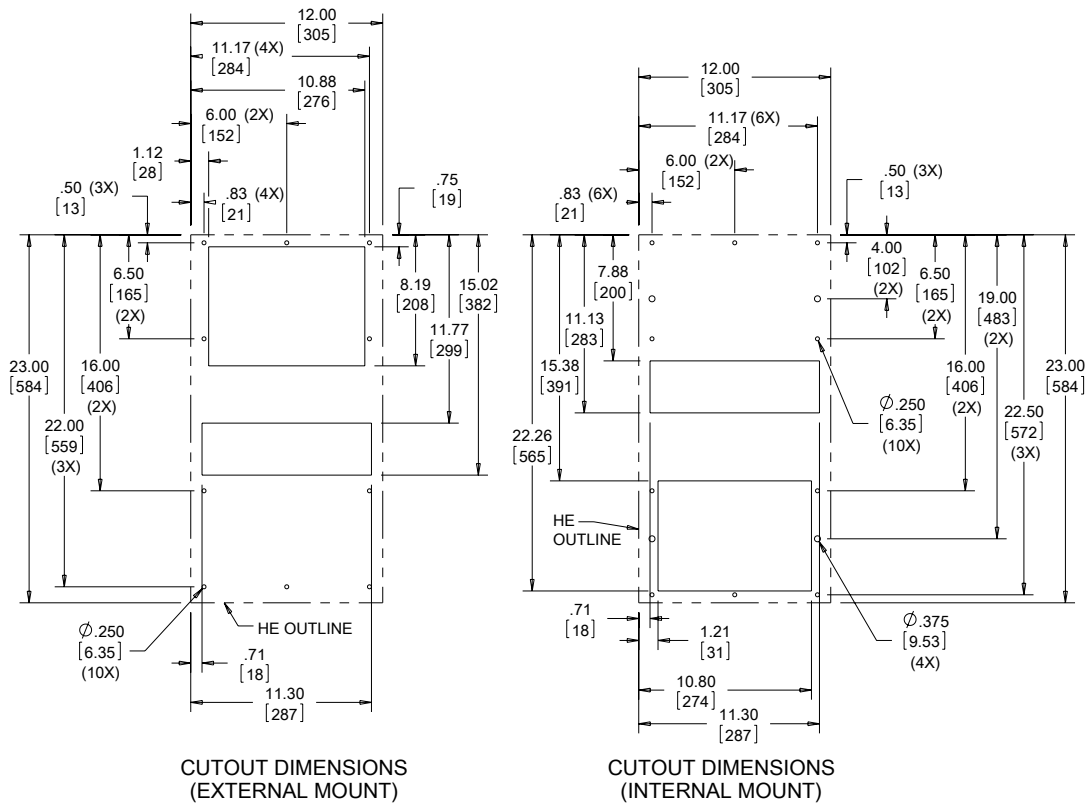 12.00
[305]
11.17 (4X)
[284]
10.88
[276]
6.00 (2X)
[152]
1.12
[28]
.50 (3X)
[13]
.83 (4X)
[21]
.75
[19]
6.50
[165]
(2X)
8.19
[208]
15.02
[382]
11.77
[299]
23.00
[584]
16.00
[406]
(2X)
22.00
[559]
(3X)
HE OUTLINE
Ø.250
[6.35]
(10X)
.71
[18]
11.30
[287]
CUTOUT DIMENSIONS
(EXTERNAL MOUNT)
12.00
[305]
11.17 (6X)
[284]
6.00 (2X)
[152]
.50 (3X)
[13]
.83 (6X)
[21]
7.88
[200]
4.00
[102]
(2X)
6.50
[165]
(2X)
11.13
[283]
19.00
[483]
(2X)
15.38
[391]
16.00
[406]
(2X)
23.00
[584]
Ø.250
[6.35]
(10X)
22.50
[572]
(3X)
22.26
[565]
HE
OUTLINE
.71
[18]
1.21
[31]
Ø.375
[9.53]
(4X)
10.80
[274]
11.30
[287]
CUTOUT DIMENSIONS
(INTERNAL MOUNT)